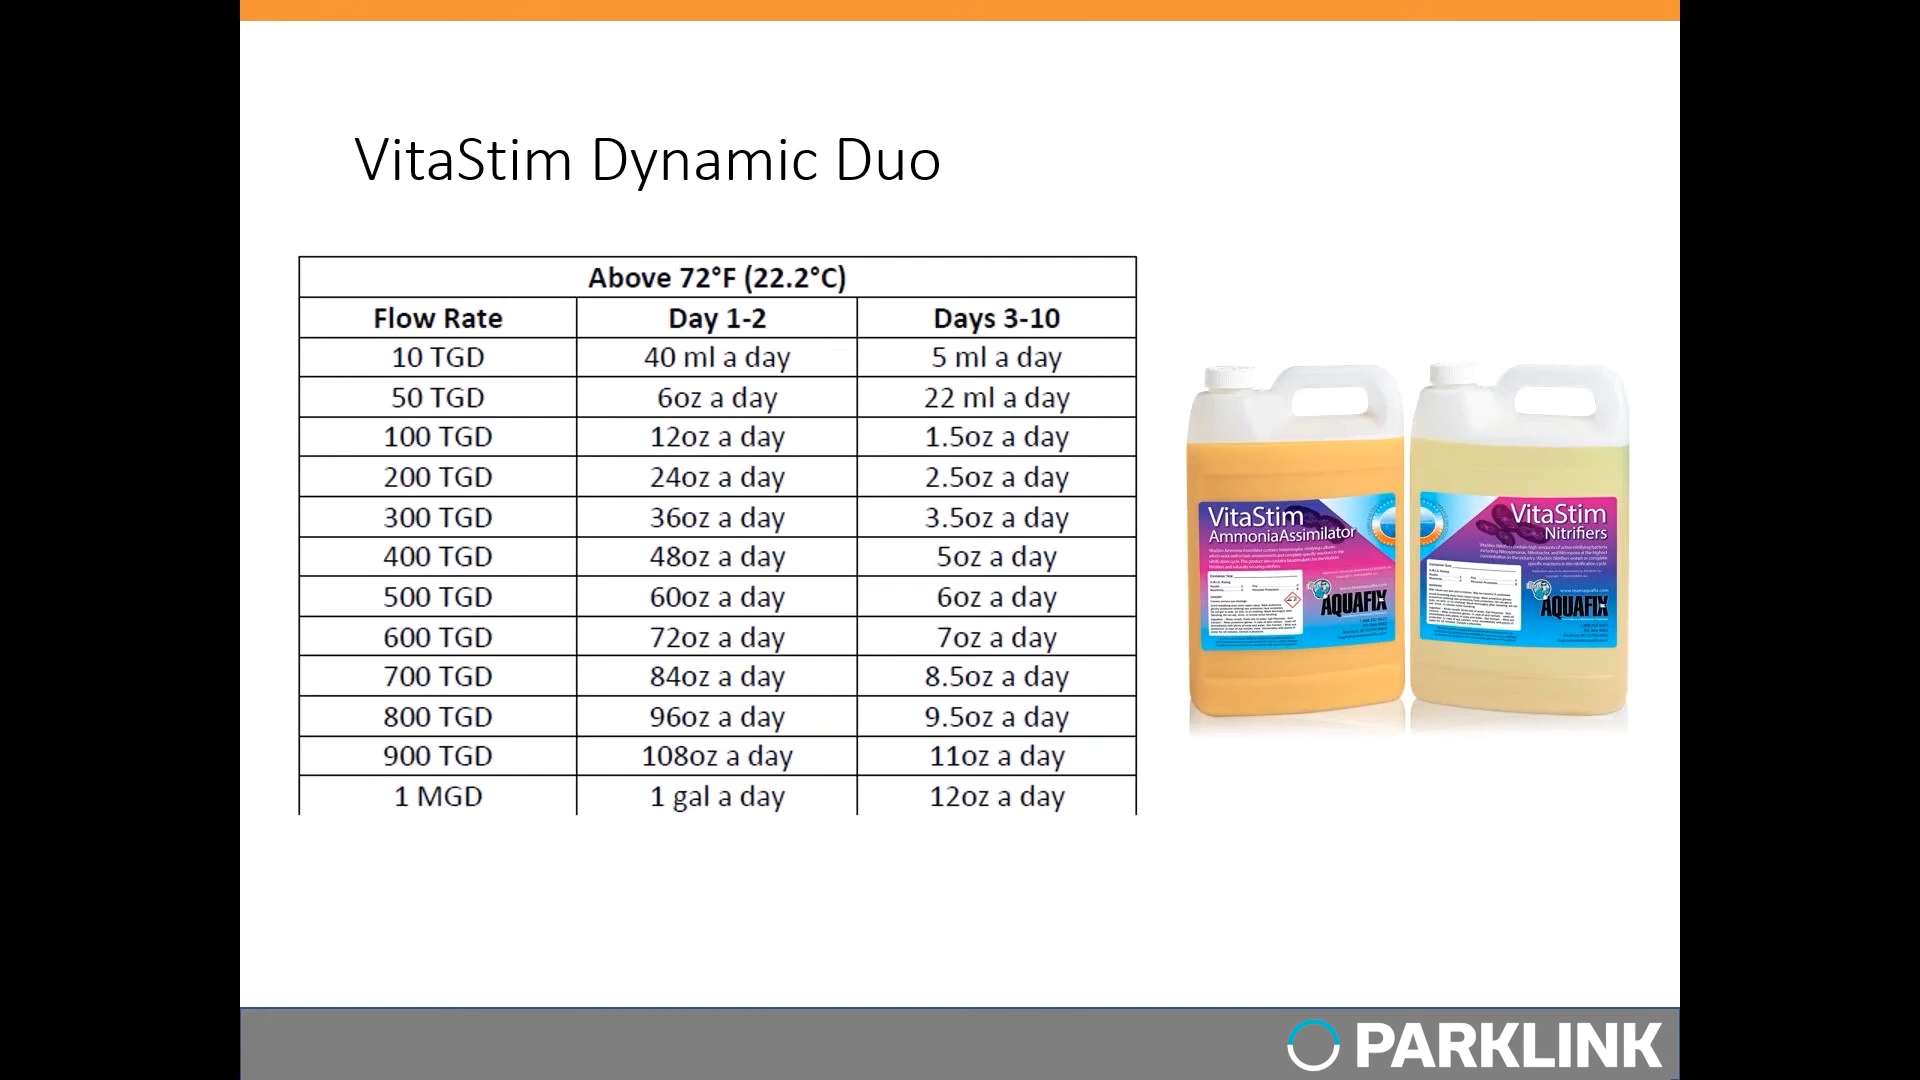 VitaStim Dynamic Duo
Above 72°F (22.2°C)
Flow Rate Day 1-2 Days 3-10
10 TGD 40 ml a day 5 ml a day
50 TGD 6oz a day 22 ml a day
100 TGD 12oz a day 1.5oz a day
200 TGD 24oz a day 2.5oz a day
300 TGD 36oz a day 3.5oz a day
400 TGD 48oz a day 5oz a day
500 TGD 60oz a day 6oz a day
600 TGD 72oz a day 7oz a day
700 TGD 84oz a day 8.5oz a day
800 TGD 96oz a day 9.5oz a day
900 TGD 108oz a day 11oz a day
1 MGD 1 gal a day 12oz a day
VitaStim
AmmoniaAssimilator
AQUAFIX
VitaStim
Nitrifiers
AQUAFIX
PARKLINK